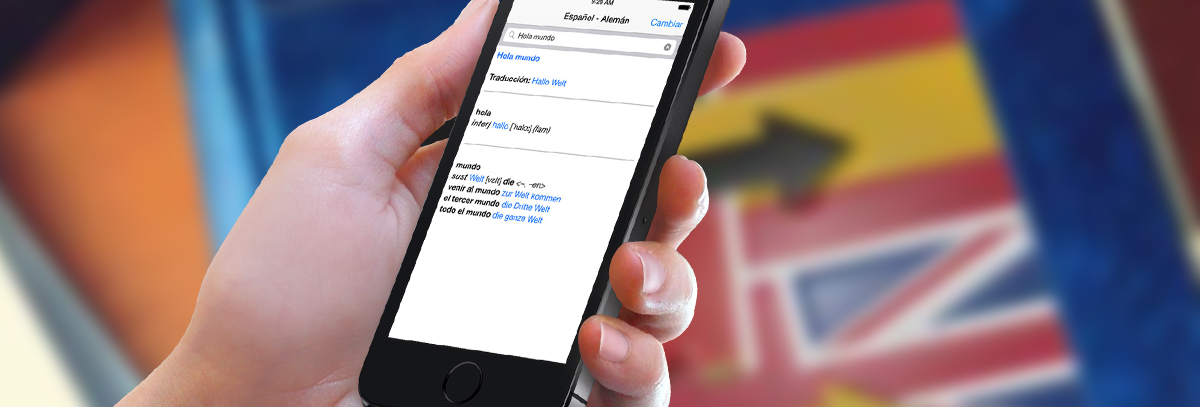 9:29 AM
Español - Alemán Cambiar
Hola mundo
Hola mundo
Traducción: Hallo Welt
hola
interj hallo ['halo:] (fam)
mundo
sust Welt [vɛlt] die <-, -en>
venir al mundo zur Welt kommen
el tercer mundo die Dritte Welt
todo el mundo die ganze Welt